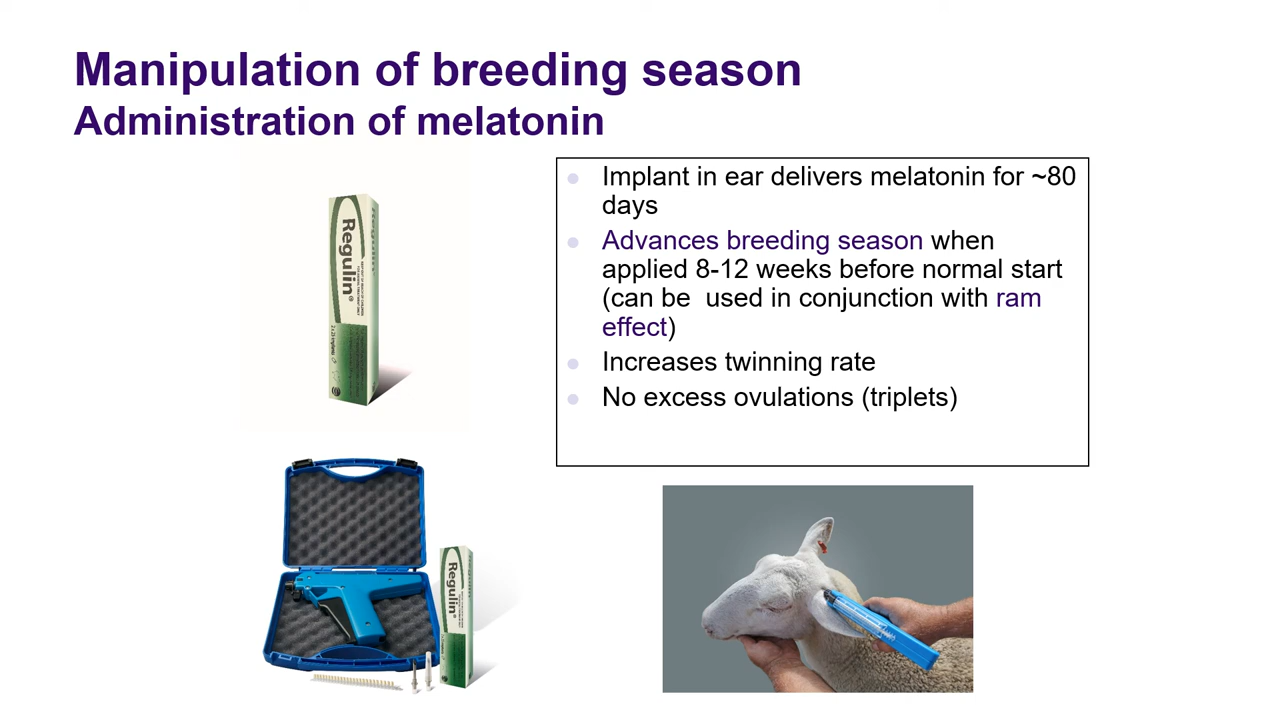 Manipulation of breeding season
Administration of melatonin
Implant in ear delivers melatonin for ~80
days
Advances breeding season when
applied 8-12 weeks before normal start
(can be  used in conjunction with ram
effect)
Increases twinning rate
No excess ovulations (triplets)
Regulin®
Regulin
Regulin®
Regulin